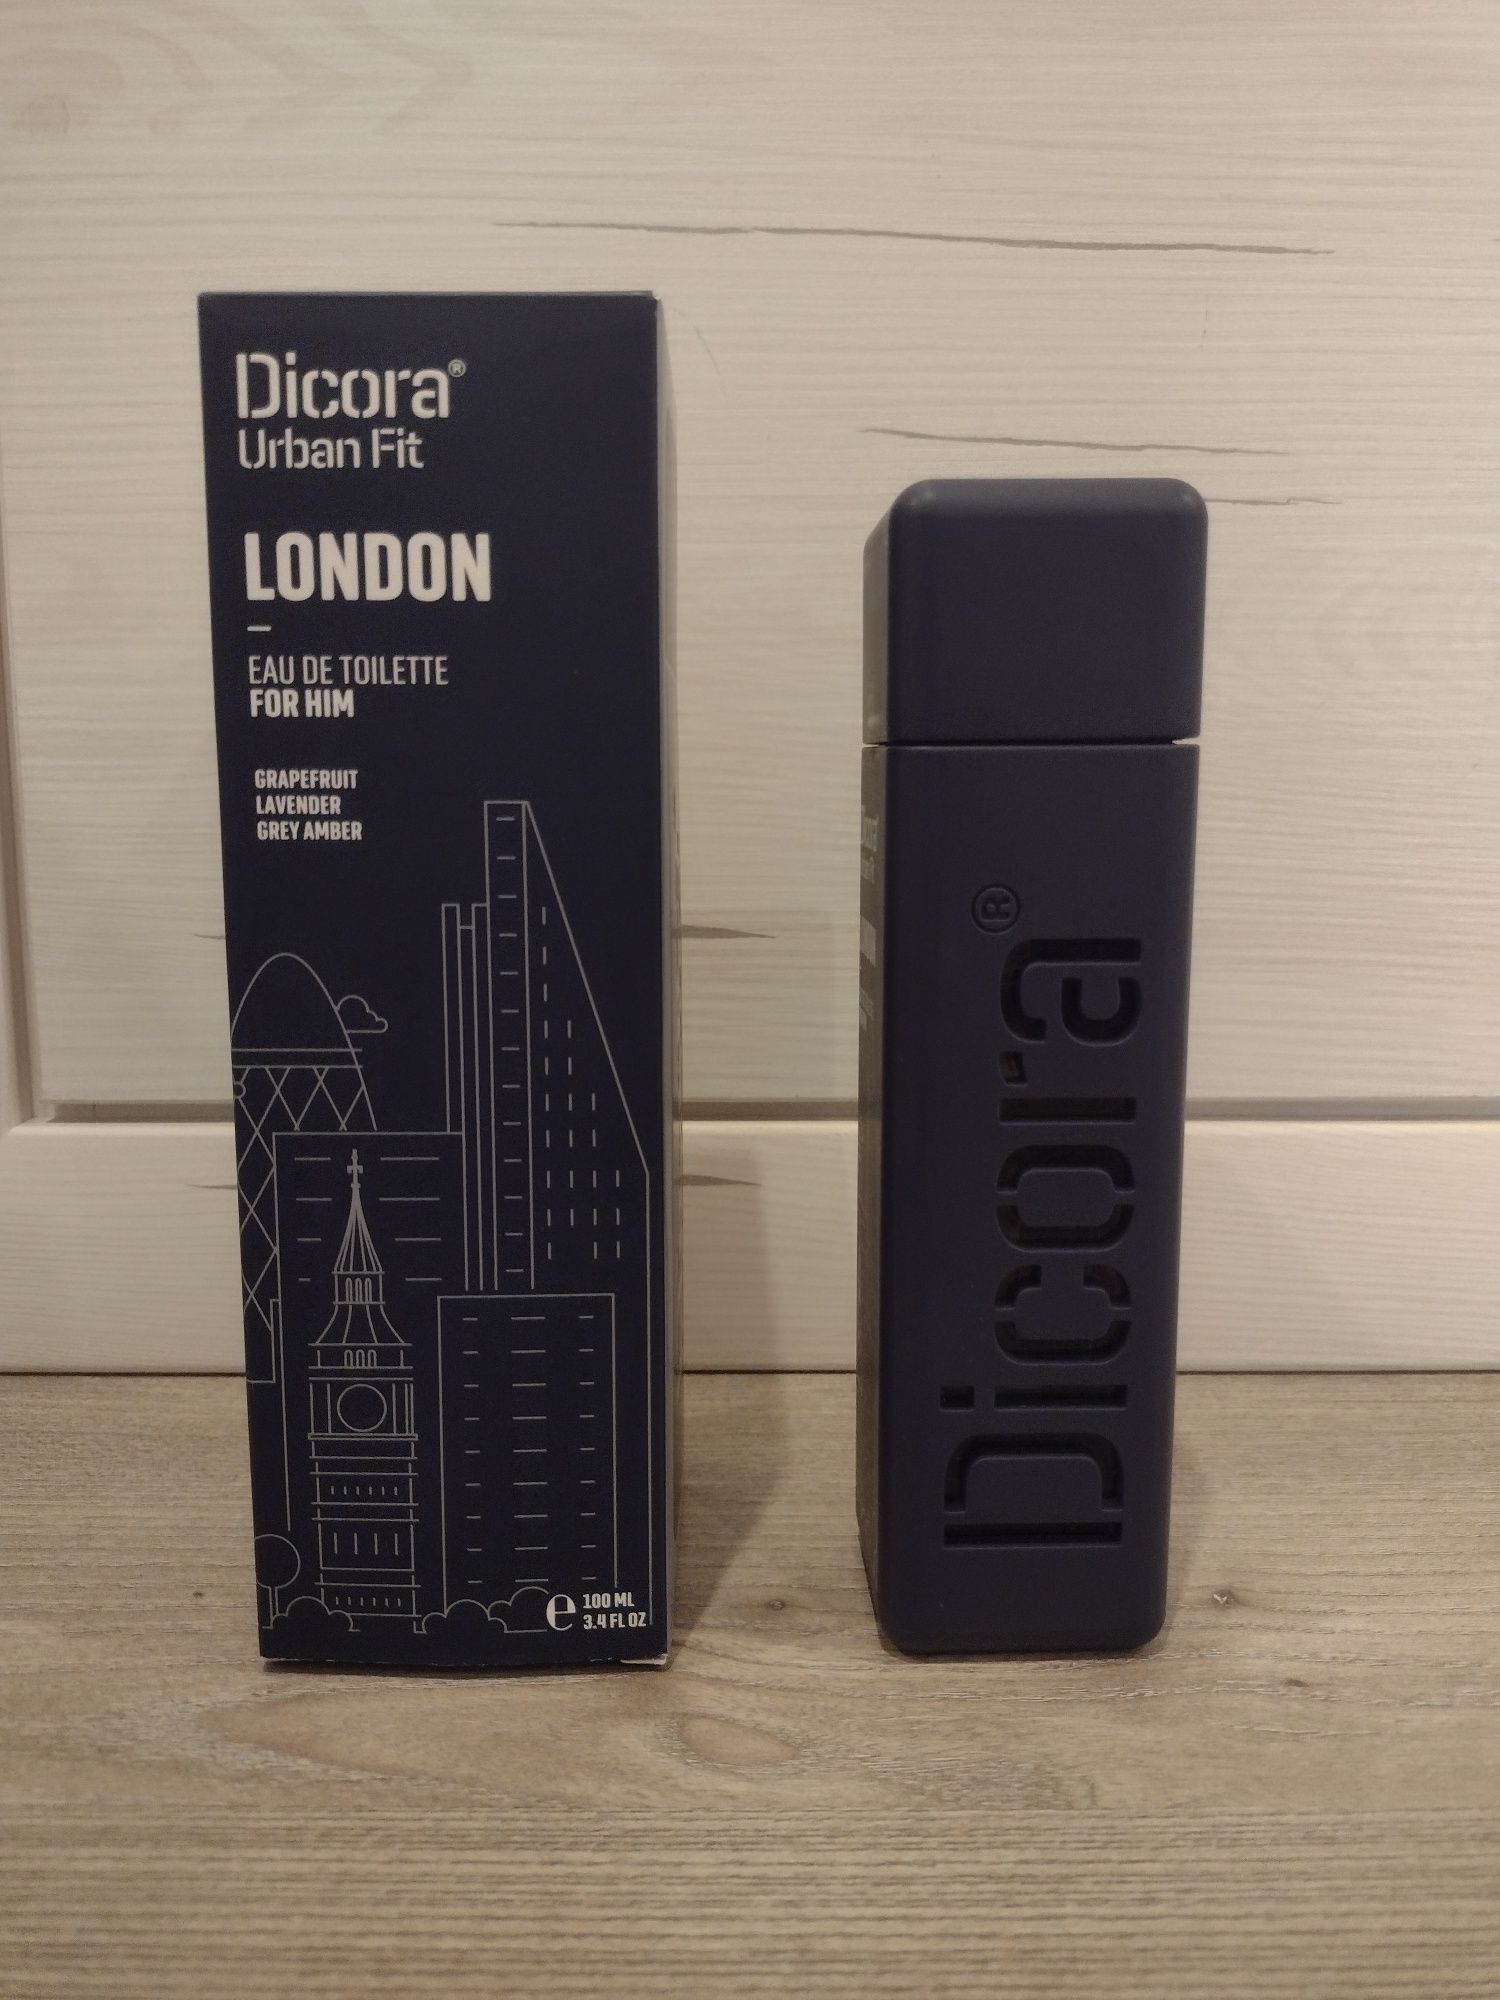 Dicora®
Urban Fit
LONDON
EAU DE TOILETTE
FOR HIM
GRAPEFRUIT
LAVENDER
GREY AMBER
e 100 ML
3.4 FL OZ
Dicora®